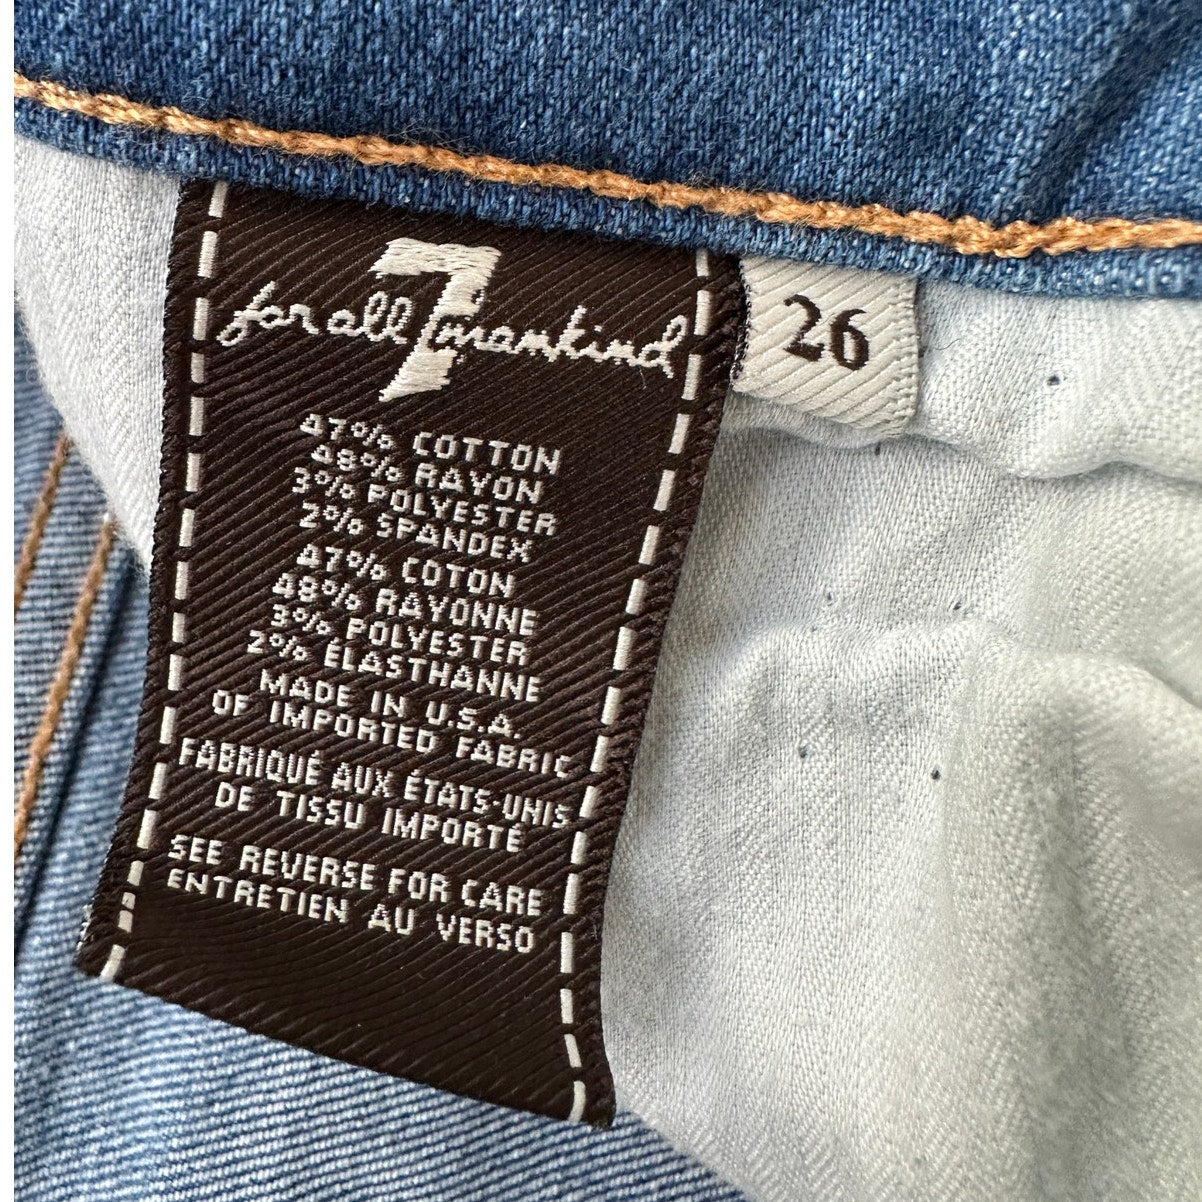 7
for all mankind
26
47% COTTON
48% RAYON
3% POLYESTER
2% SPANDEX
47% COTON
48% RAYONNE
3% POLYESTER
2% ÉLASTHANNE
MADE IN U.S.A.
OF IMPORTED FABRIC
FABRIQUÉ AUX ÉTATS-UNIS
DE TISSU IMPORTÉ
SEE REVERSE FOR CARE
ENTRETIEN AU VERSO